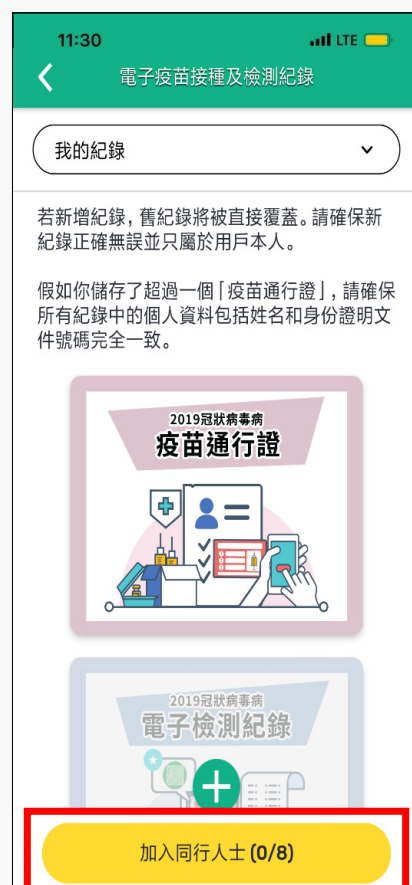 11:30
LTE
電子疫苗接種及檢測紀錄
我的紀錄
若新增紀錄，舊紀錄將被直接覆蓋。請確保新
紀錄正確無誤並只屬於用戶本人。
假如你儲存了超過一個「疫苗通行證」，請確保
所有紀錄中的個人資料包括姓名和身份證明文
件號碼完全一致。
2019冠狀病毒病
疫苗通行證
2019冠狀病毒病
電子檢測紀錄
加入同行人士 (0/8)